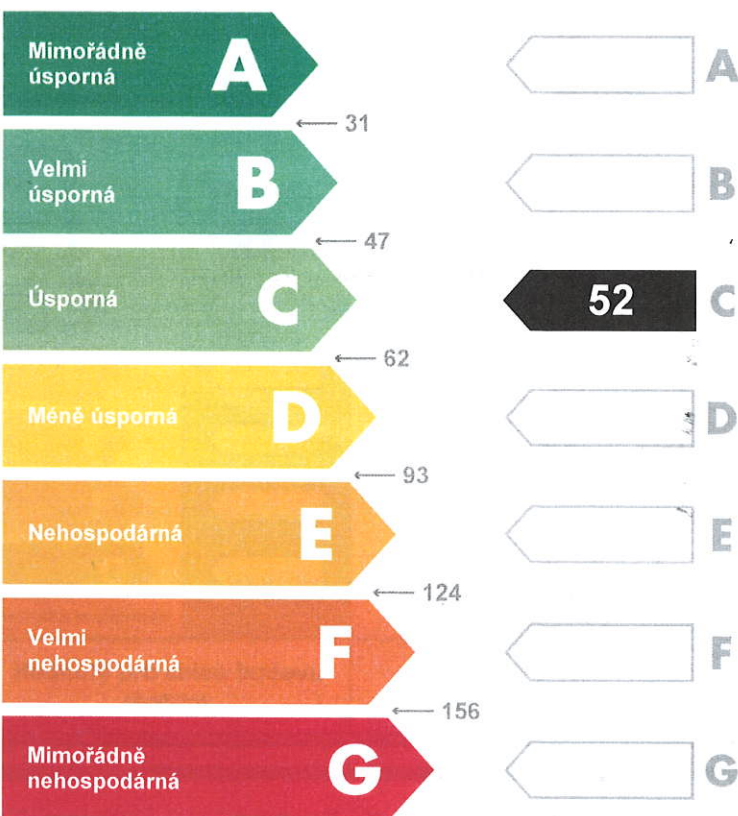 Mimořádně
úsporná
A
A
← 31
Velmi
úsporná
B
B
← 47
Úsporná
C
52
C
← 62
Méně úsporná
D
D
← 93
Nehospodárná
E
E
← 124
Velmi
nehospodárná
F
F
← 156
Mimořádně
nehospodárná
G
G